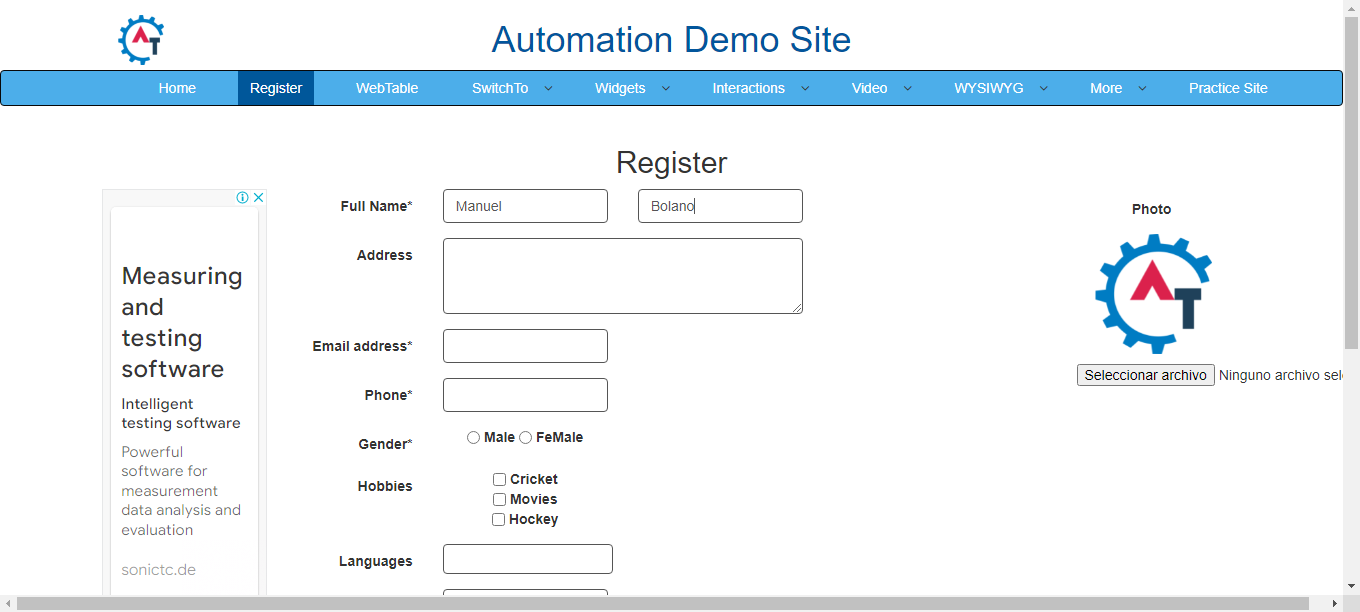 AT
Automation Demo Site
Home Register WebTable SwitchTo Widgets Interactions Video WYSIWYG More Practice Site
Register
Measuring
and
testing
software
Intelligent
testing software
Powerful
software for
measurement
data analysis and
evaluation
sonictc.de
Full Name* Manuel Bolano
Address
Email address*
Phone*
Gender* Male FeMale
Hobbies Cricket
Movies
Hockey
Languages
Photo
AT
Seleccionar archivo Ninguno archivo sel